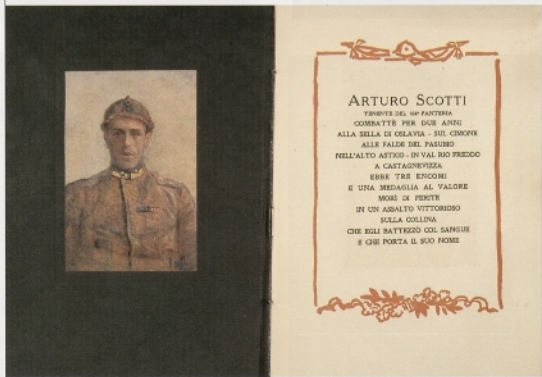 ARTURO SCOTTI
TENENTE DEL 154º FANTERIA
COMBATTÈ PER DUE ANNI
ALLA SELLA DI OSLAVIA - SUL CIMONE
ALLE FALDE DEL PASUBIO
NELL'ALTO ASTICO - IN VAL RIO FREDDO
A CASTAGNEVIZZA
EBBE TRE ENCOMI
E UNA MEDAGLIA AL VALORE
MORÌ DI FERITE
IN UN ASSALTO VITTORIOSO
SULLA COLLINA
CHE EGLI BATTEZZÒ COL SANGUE
E CHE PORTA IL SUO NOME